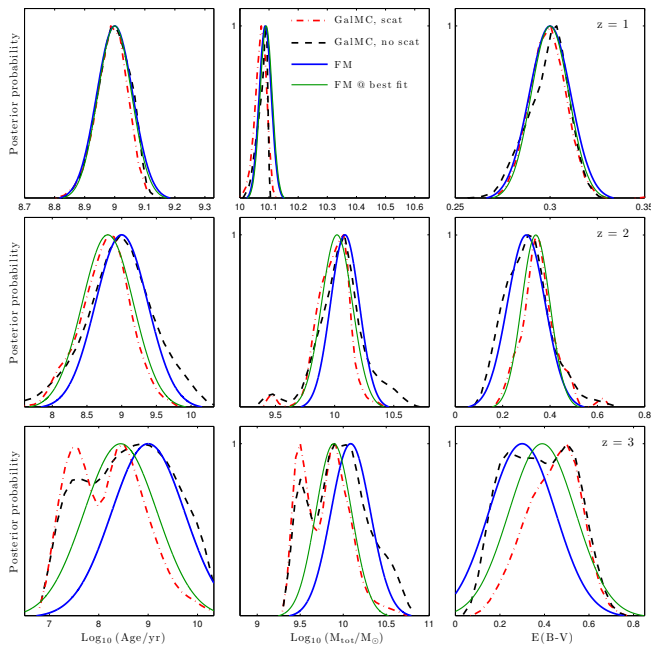 GalMC, scat
GalMC, no scat
FM
FM @ best fit
z = 1
Posterior probability
1
1
8.7 8.8 8.9 9 9.1 9.2 9.3
10 10.1 10.2 10.3 10.4 10.5 10.6
0.25 0.3 0.35
z = 2
Posterior probability
1
1
8 8.5 9 9.5 10
9.5 10 10.5
0 0.2 0.4 0.6 0.8
z = 3
Posterior probability
1
1
7 8 9 10
9 9.5 10 10.5 11
0 0.2 0.4 0.6 0.8
Log₁₀ (Age/yr)
Log₁₀ (M_tot/M_⊙)
E(B-V)